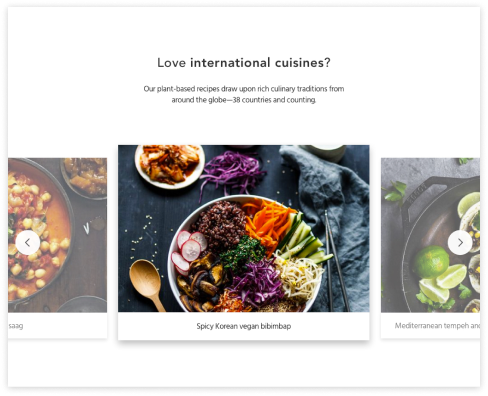 Love international cuisines?
Our plant-based recipes draw upon rich culinary traditions from
around the globe—38 countries and counting.
saag
Spicy Korean vegan bibimbap
Mediterranean tempeh and